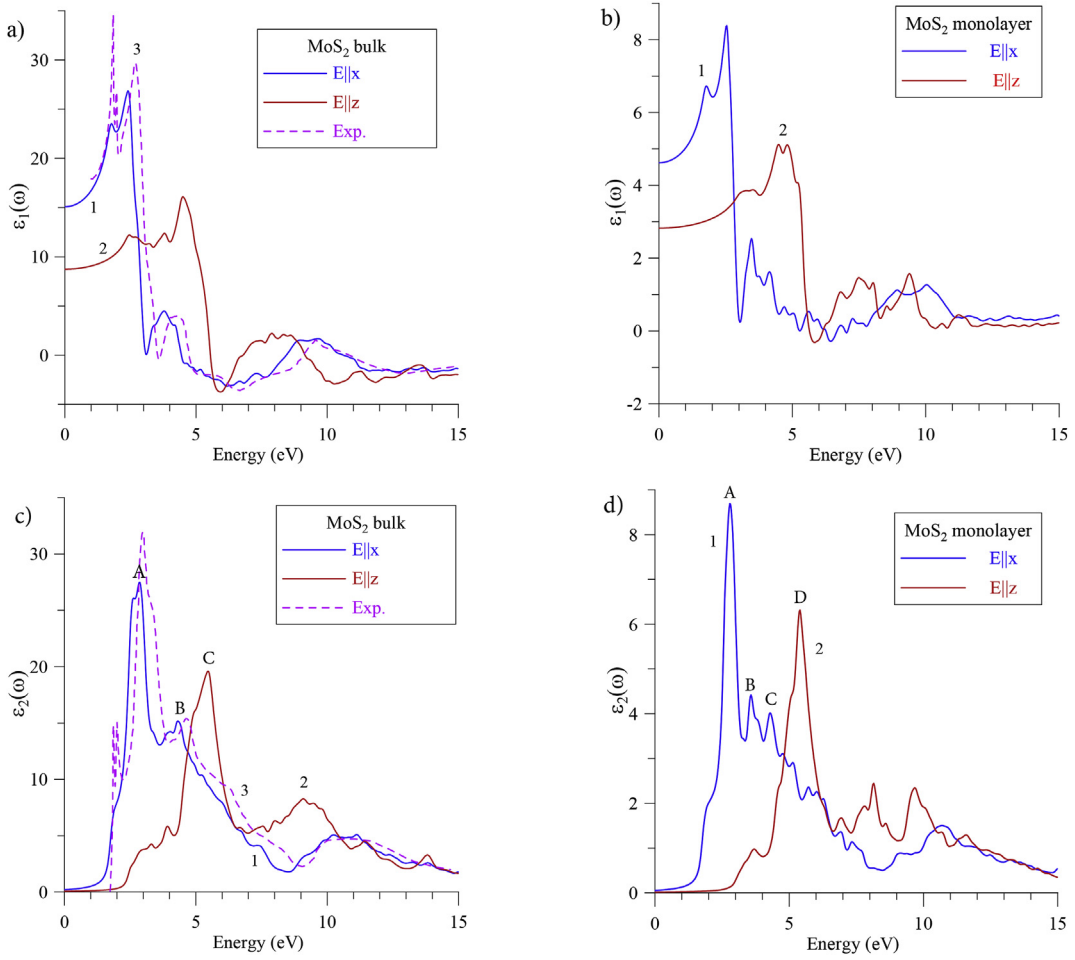 a)
ε₁(ω)
30
20
10
0
0
5
10
15
Energy (eV)
MoS₂ bulk
E||x
E||z
Exp.
1
2
3
b)
ε₁(ω)
8
6
4
2
0
-2
0
5
10
15
Energy (eV)
MoS₂ monolayer
E||x
E||z
1
2
c)
ε₂(ω)
30
20
10
0
0
5
10
15
Energy (eV)
MoS₂ bulk
E||x
E||z
Exp.
A
B
C
1
2
3
d)
ε₂(ω)
8
6
4
2
0
0
5
10
15
Energy (eV)
MoS₂ monolayer
E||x
E||z
A
1
B
C
D
2